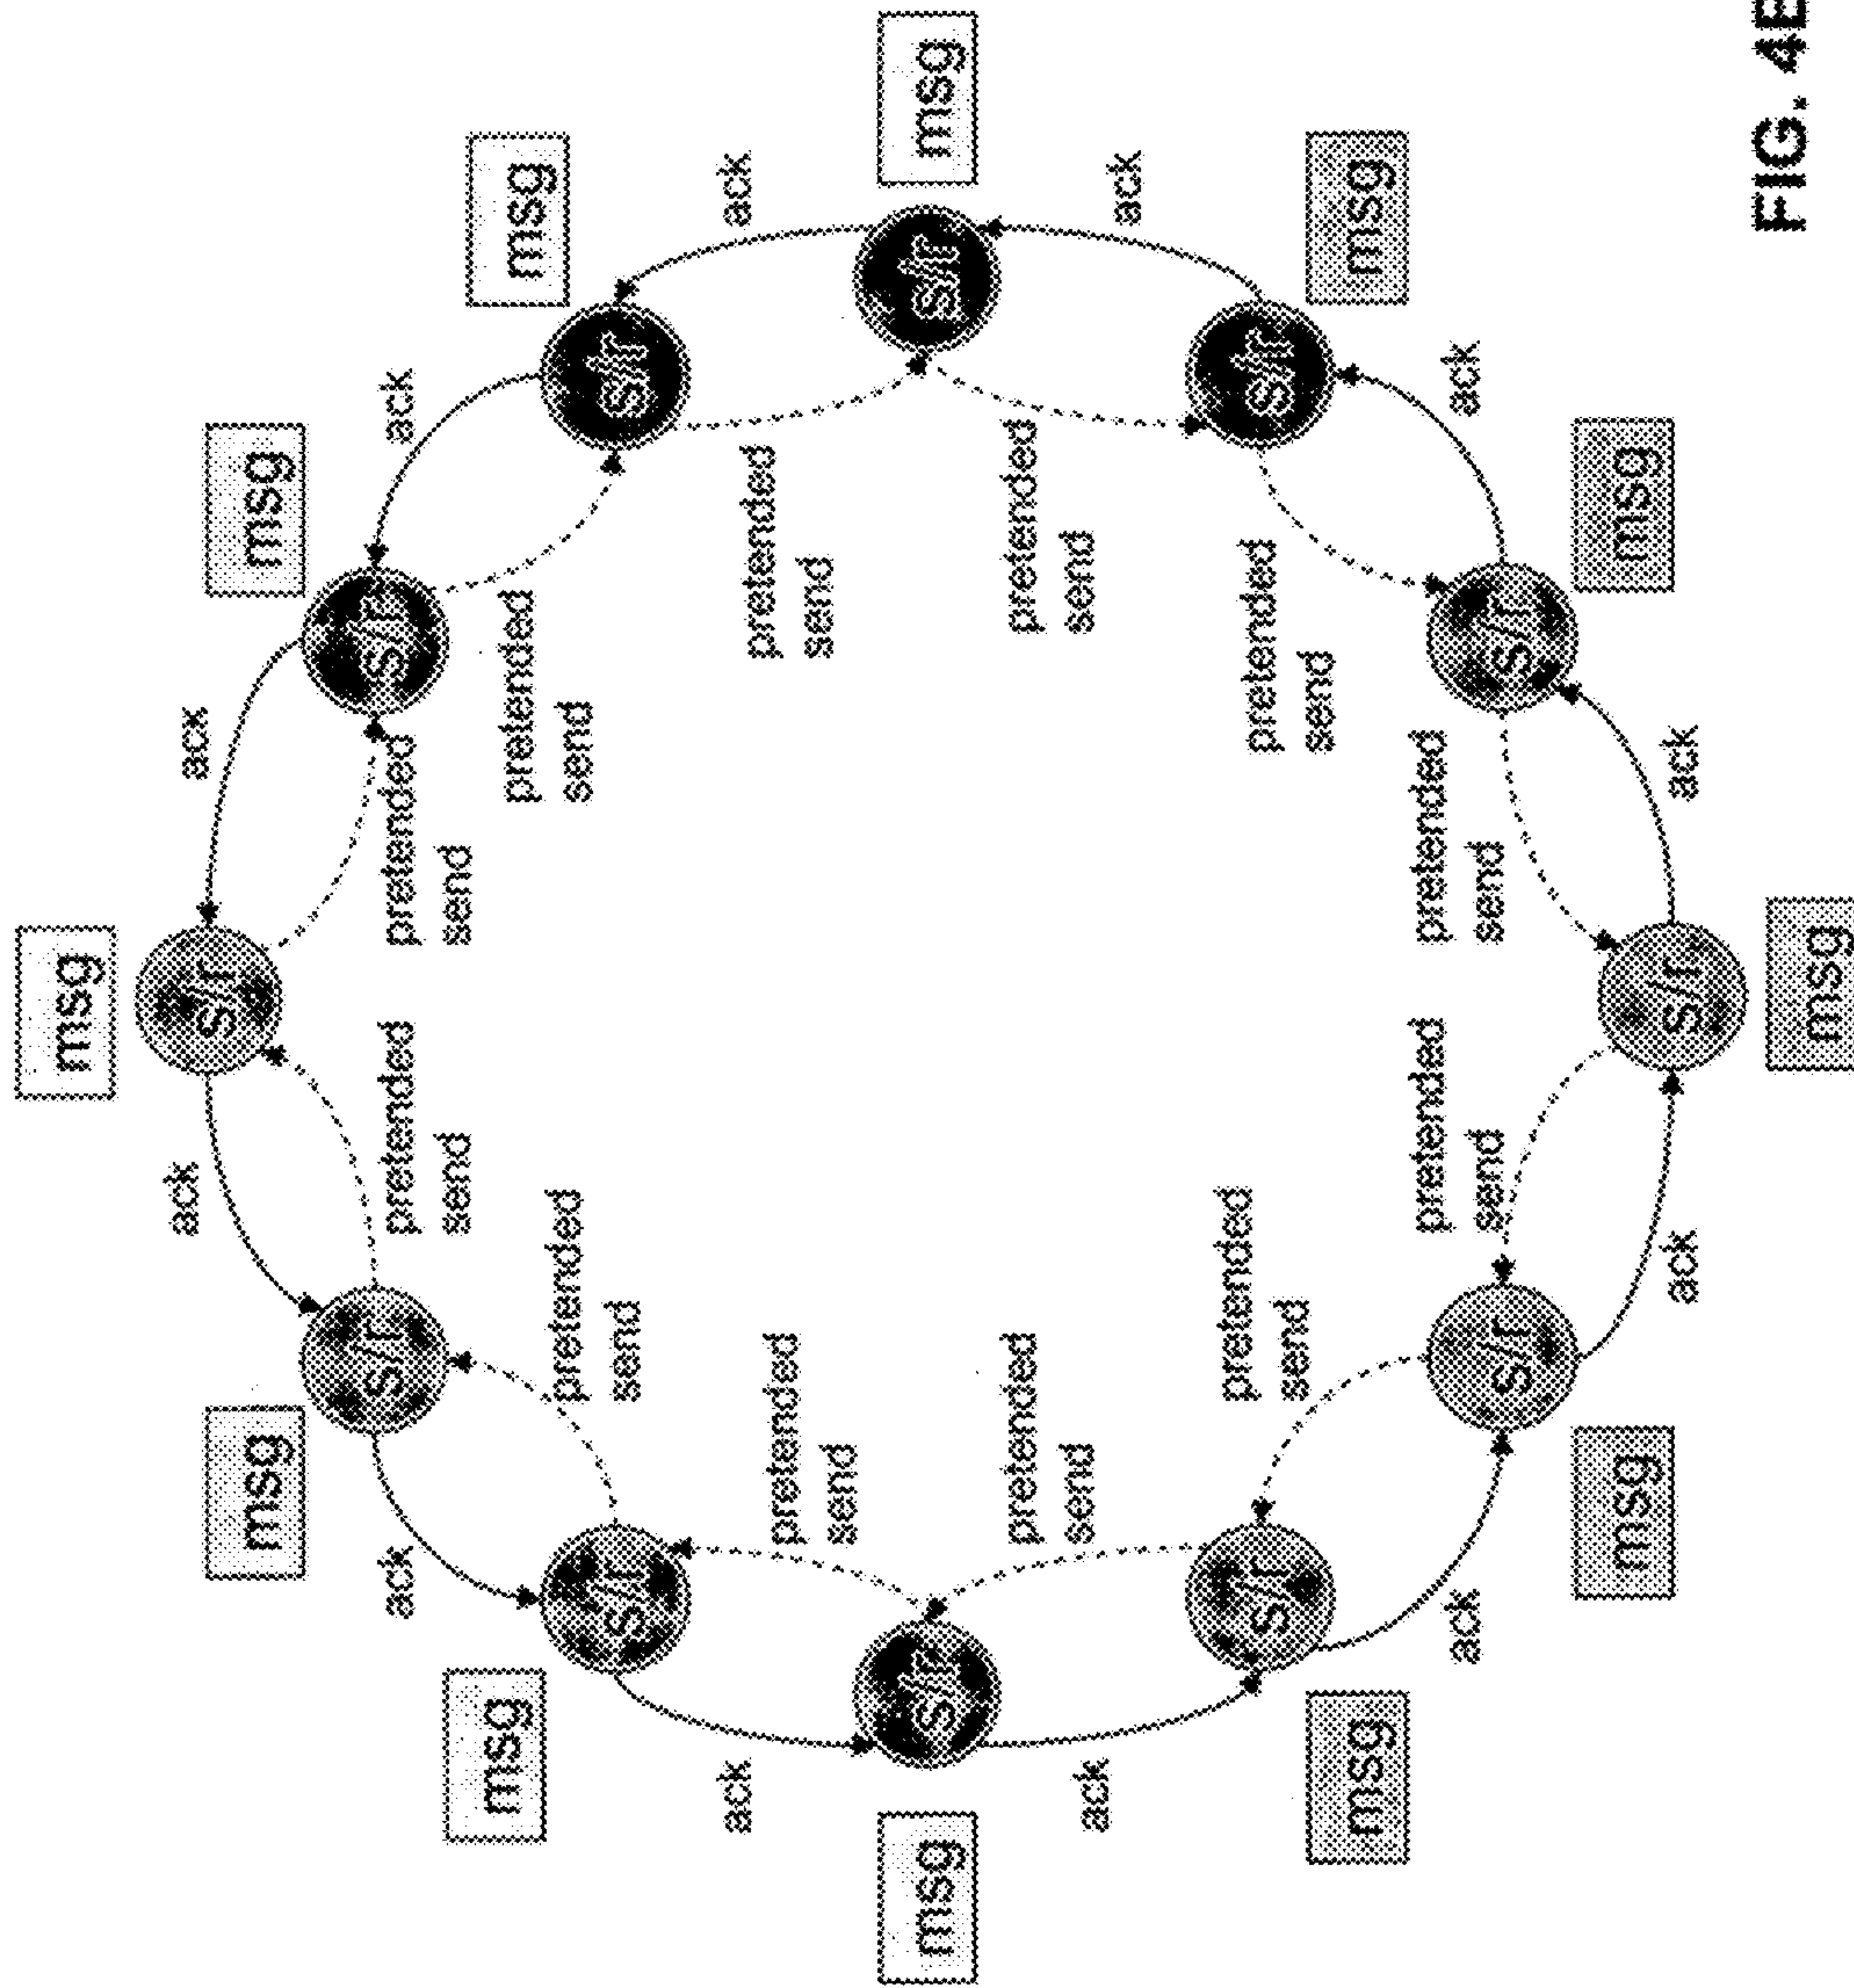 msg
ack
acx
s/r
msg
msg
s/r
s/r
ack
pretended
send
pretended
send
ack
msg
pretended
send
msg
s/r
pretended
send
s/r
ack
pretended
send
pretended
send
ack
msg
s/r
s/r
msg
pretended
send
pretended
send
ack
ack
pretended
send
pretended
send
s/r
s/r
msg
msg
pretended
send
pretended
send
ack
ack
s/r
s/r
msg
msg
ack
s/r
ack
msg
FIG. 4E